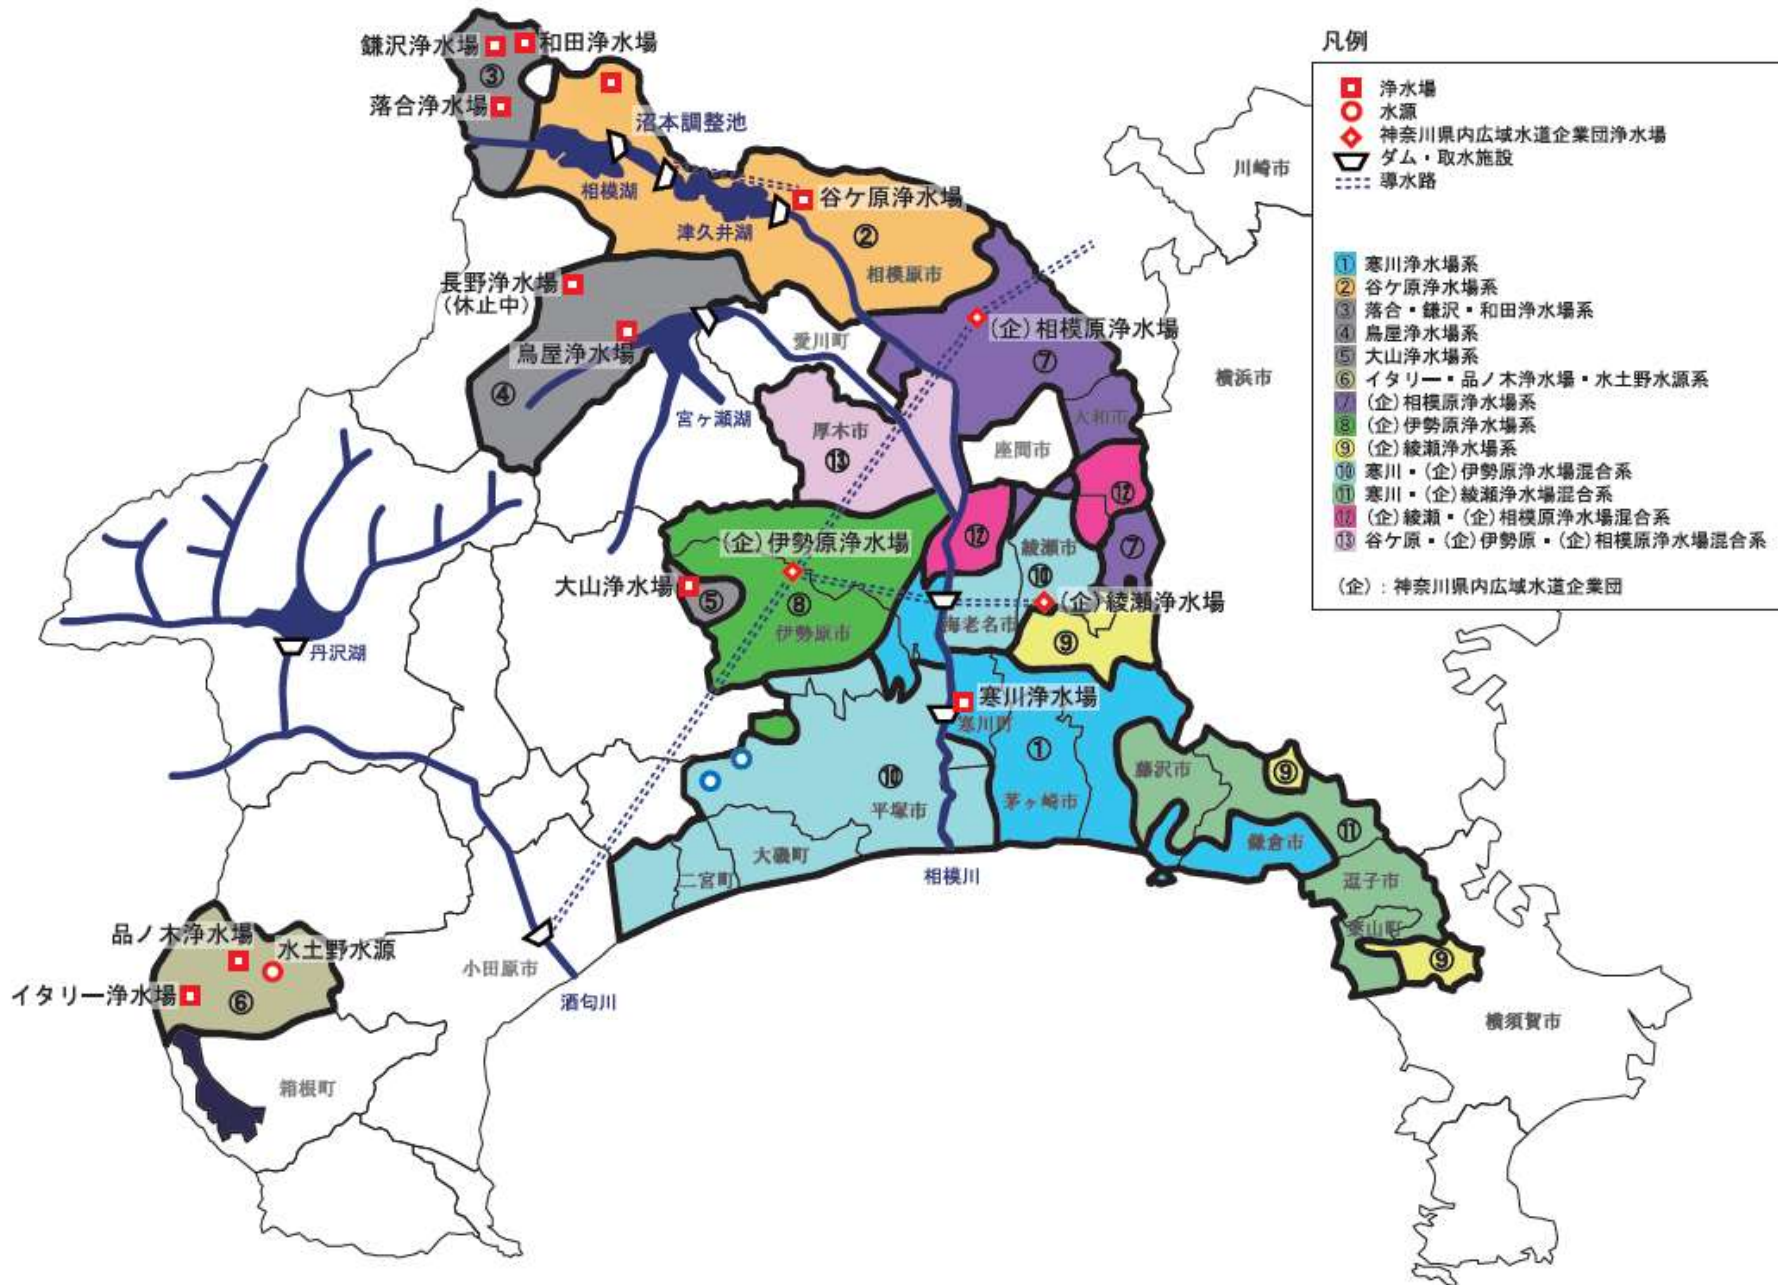 鎌沢浄水場
和田浄水場
③
落合浄水場
沼本調整池
相模湖
谷ケ原浄水場
津久井湖
②
相模原市
長野浄水場
(休止中)
鳥屋浄水場
④
宮ヶ瀬湖
愛川町
(企)相模原浄水場
⑦
大和市
座間市
厚木市
⑬
⑫
⑫
⑦
川崎市
横浜市
(企)伊勢原浄水場
綾瀬市
⑩
大山浄水場
⑤
⑧
伊勢原市
海老名市
(企)綾瀬浄水場
⑨
丹沢湖
寒川浄水場
寒川町
①
⑩
平塚市
茅ヶ崎市
藤沢市
⑨
⑪
鎌倉市
大磯町
二宮町
相模川
逗子市
葉山町
⑨
横須賀市
品ノ木浄水場
水土野水源
イタリー浄水場
⑥
小田原市
酒匂川
箱根町
凡例
浄水場
水源
神奈川県内広域水道企業団浄水場
ダム・取水施設
導水路
① 寒川浄水場系
② 谷ケ原浄水場系
③ 落合・鎌沢・和田浄水場系
④ 鳥屋浄水場系
⑤ 大山浄水場系
⑥ イタリー・品ノ木浄水場・水土野水源系
⑦ (企)相模原浄水場系
⑧ (企)伊勢原浄水場系
⑨ (企)綾瀬浄水場系
⑩ 寒川・(企)伊勢原浄水場混合系
⑪ 寒川・(企)綾瀬浄水場混合系
⑫ (企)綾瀬・(企)相模原浄水場混合系
⑬ 谷ケ原・(企)伊勢原・(企)相模原浄水場混合系
(企):神奈川県内広域水道企業団